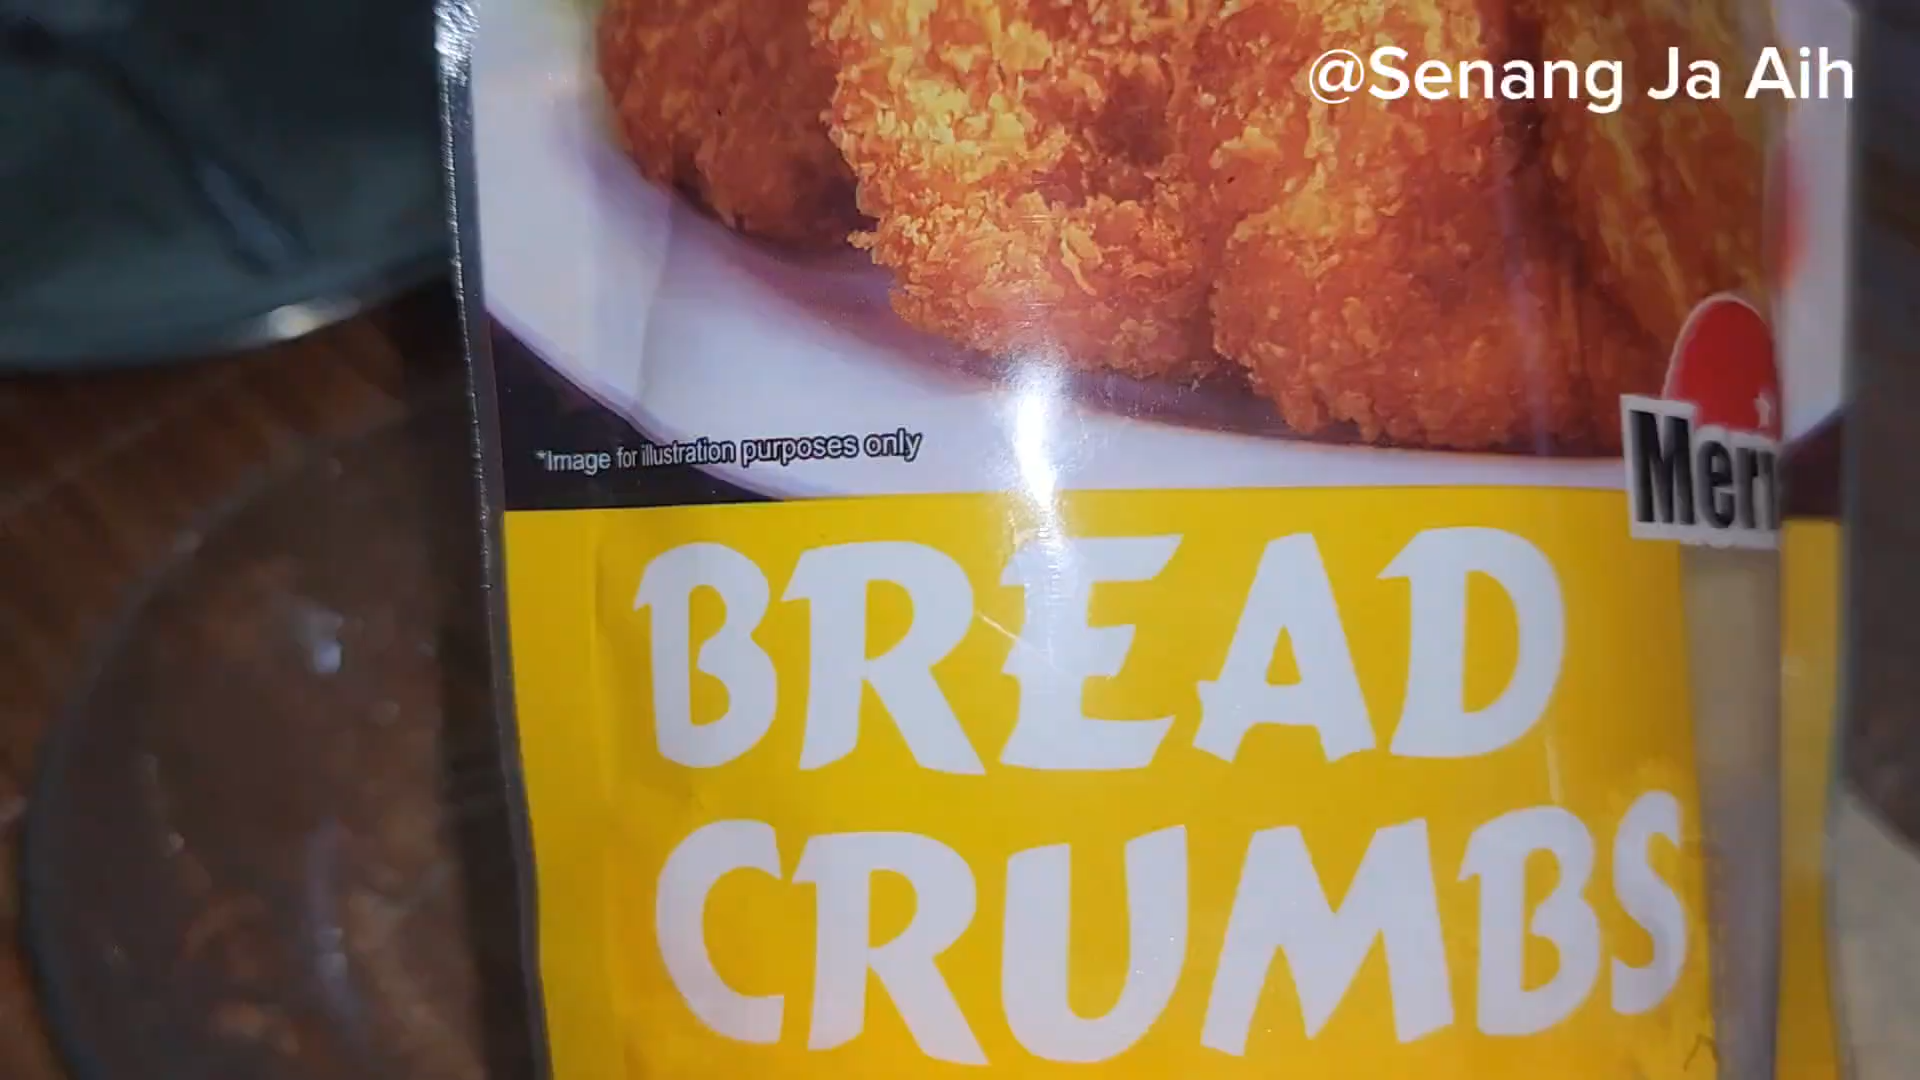 @Senang Ja Aih
*Image for illustration purposes only
BREAD
CRUMBS